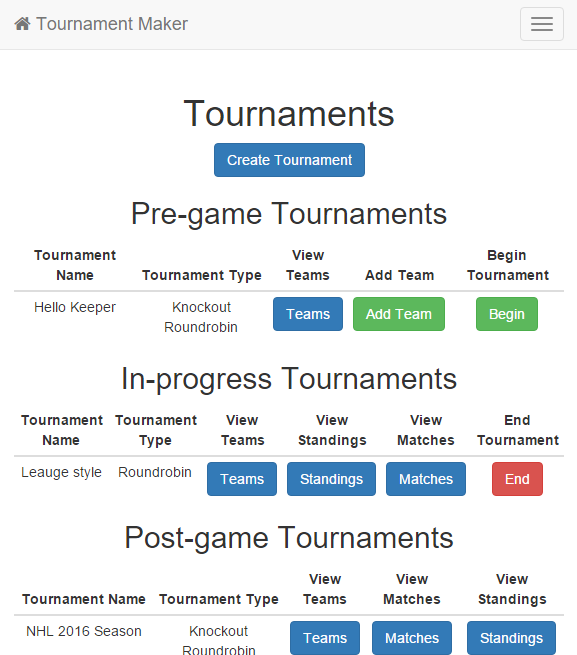 Tournament Maker
Tournaments
Create Tournament
Pre-game Tournaments
Tournament Name Tournament Type View Teams Add Team Begin Tournament
Hello Keeper Knockout Roundrobin Teams Add Team Begin
In-progress Tournaments
Tournament Name Tournament Type View Teams View Standings View Matches End Tournament
Leauge style Roundrobin Teams Standings Matches End
Post-game Tournaments
Tournament Name Tournament Type View Teams View Matches View Standings
NHL 2016 Season Knockout Roundrobin Teams Matches Standings